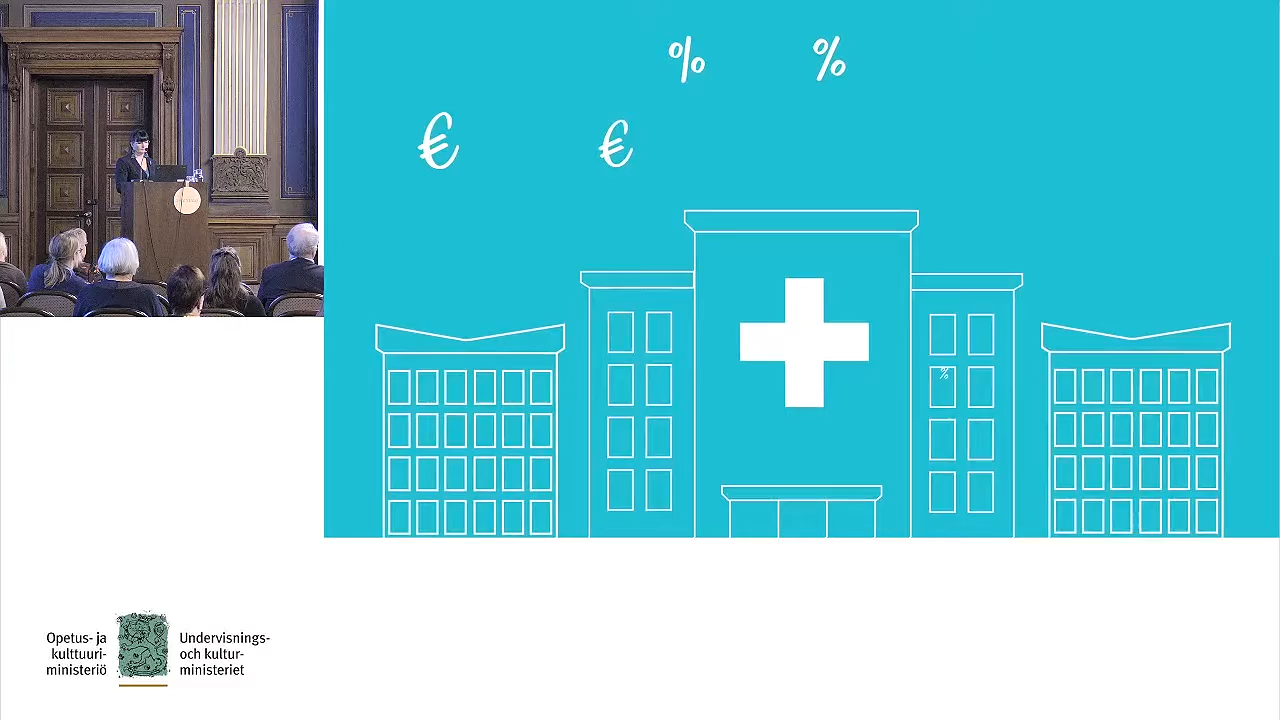 % %
€ €
%
Opetus- ja
kulttuuri-
ministeriö
Undervisnings-
och kultur-
ministeriet